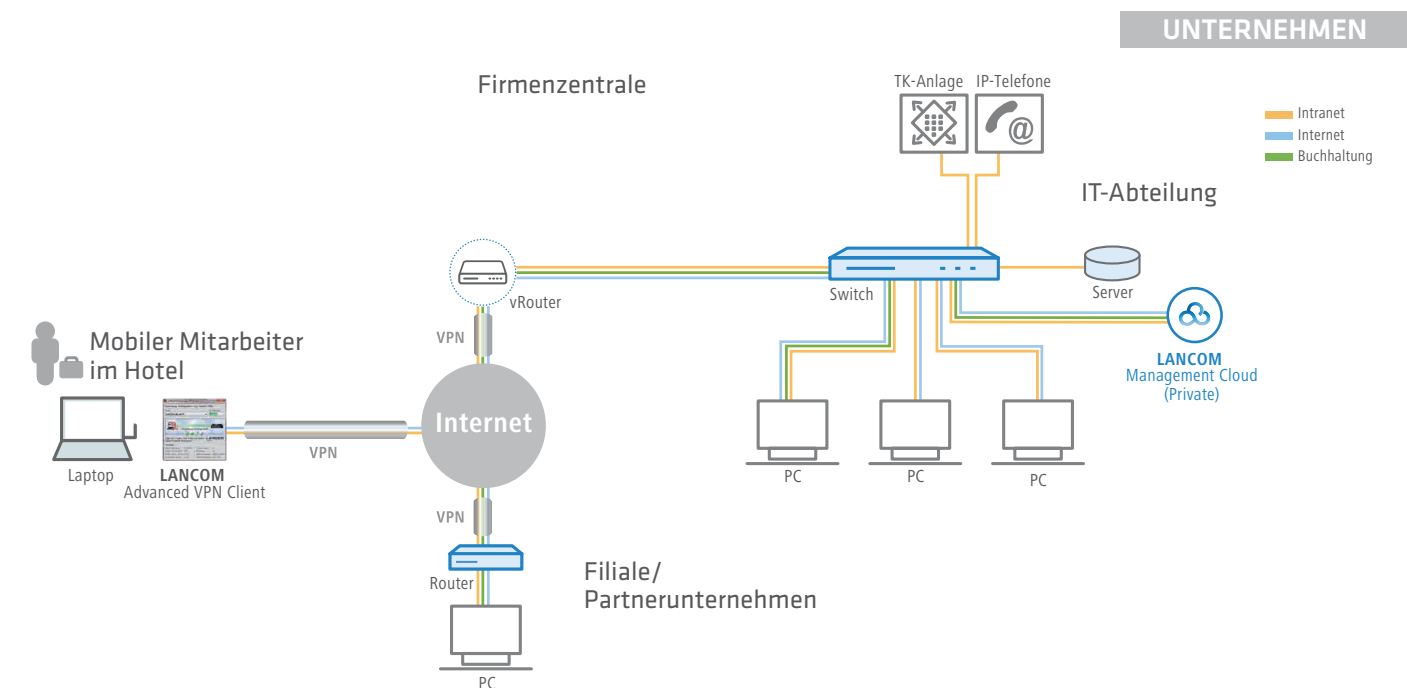 UNTERNEHMEN
Firmenzentrale
TK-Anlage
IP-Telefone
@
Intranet
Internet
Buchhaltung
IT-Abteilung
vRouter
Switch
Server
VPN
LANCOM
Management Cloud
(Private)
Mobiler Mitarbeiter
im Hotel
Internet
VPN
Laptop
LANCOM
Advanced VPN Client
PC
PC
PC
VPN
Router
Filiale/
Partnerunternehmen
PC